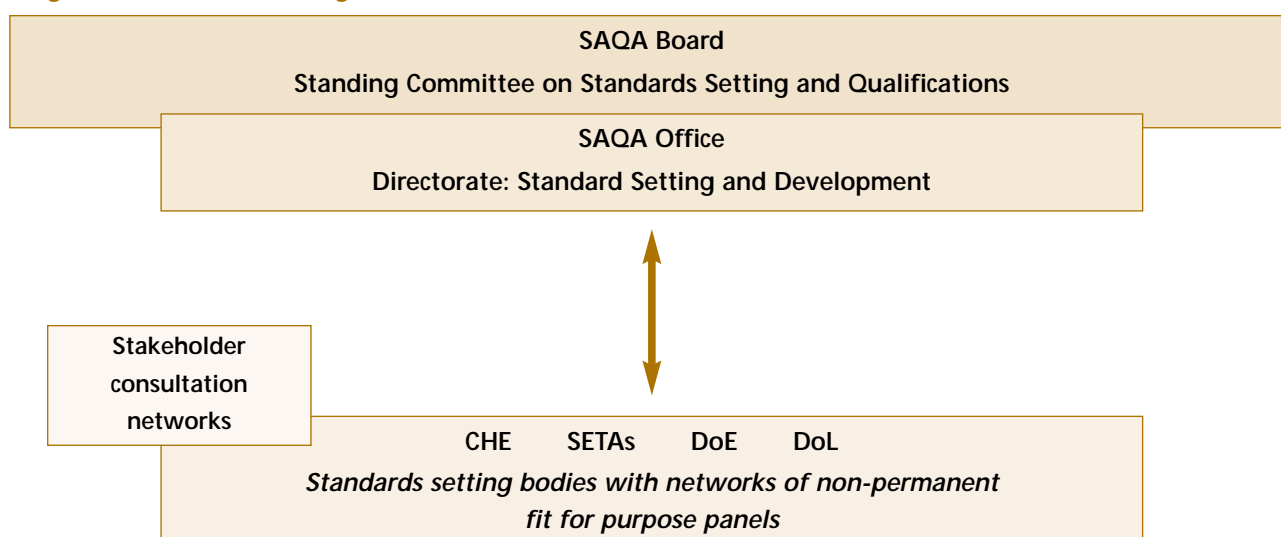 SAQA Board
Standing Committee on Standards Setting and Qualifications
SAQA Office
Directorate: Standard Setting and Development
Stakeholder
consultation
networks
CHE SETAs DoE DoL
Standards setting bodies with networks of non-permanent
fit for purpose panels